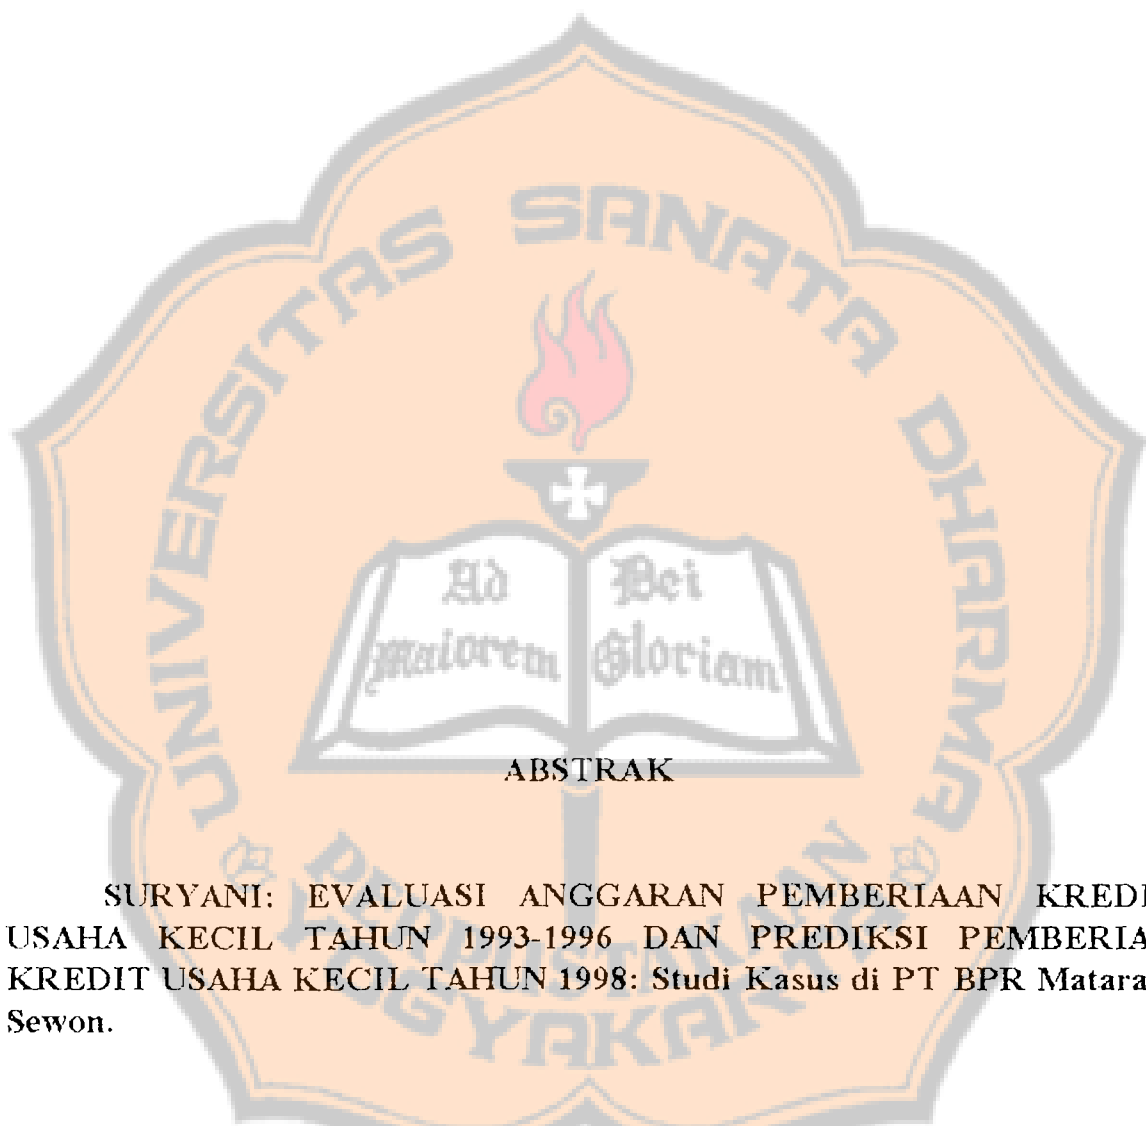 UNIVERSITAS SANATA DHARMA
Ad Dei
Maiorem Gloriam
ABSTRAK
SURYANI: EVALUASI ANGGARAN PEMBERIAAN KREDI
USAHA KECIL TAHUN 1993-1996 DAN PREDIKSI PEMBERIA
KREDIT USAHA KECIL TAHUN 1998: Studi Kasus di PT BPR Matara
Sewon.
PERPUSTAKAAN
YOGYAKARTA